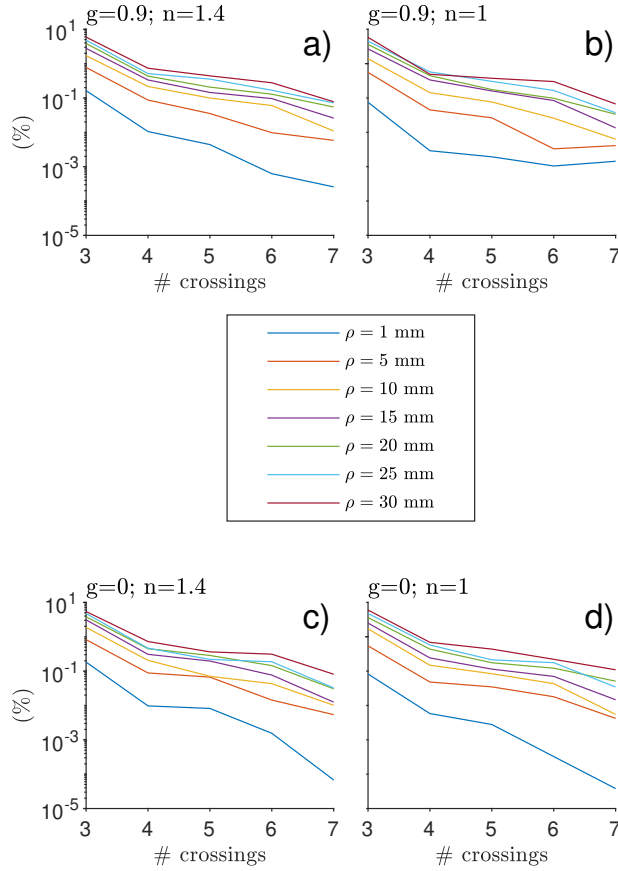 g=0.9; n=1.4
g=0.9; n=1
a)
b)
(%)
10^1
10^-1
10^-3
10^-5
3 4 5 6 7
3 4 5 6 7
# crossings
# crossings
ρ = 1 mm
ρ = 5 mm
ρ = 10 mm
ρ = 15 mm
ρ = 20 mm
ρ = 25 mm
ρ = 30 mm
g=0; n=1.4
g=0; n=1
c)
d)
(%)
10^1
10^-1
10^-3
10^-5
3 4 5 6 7
3 4 5 6 7
# crossings
# crossings